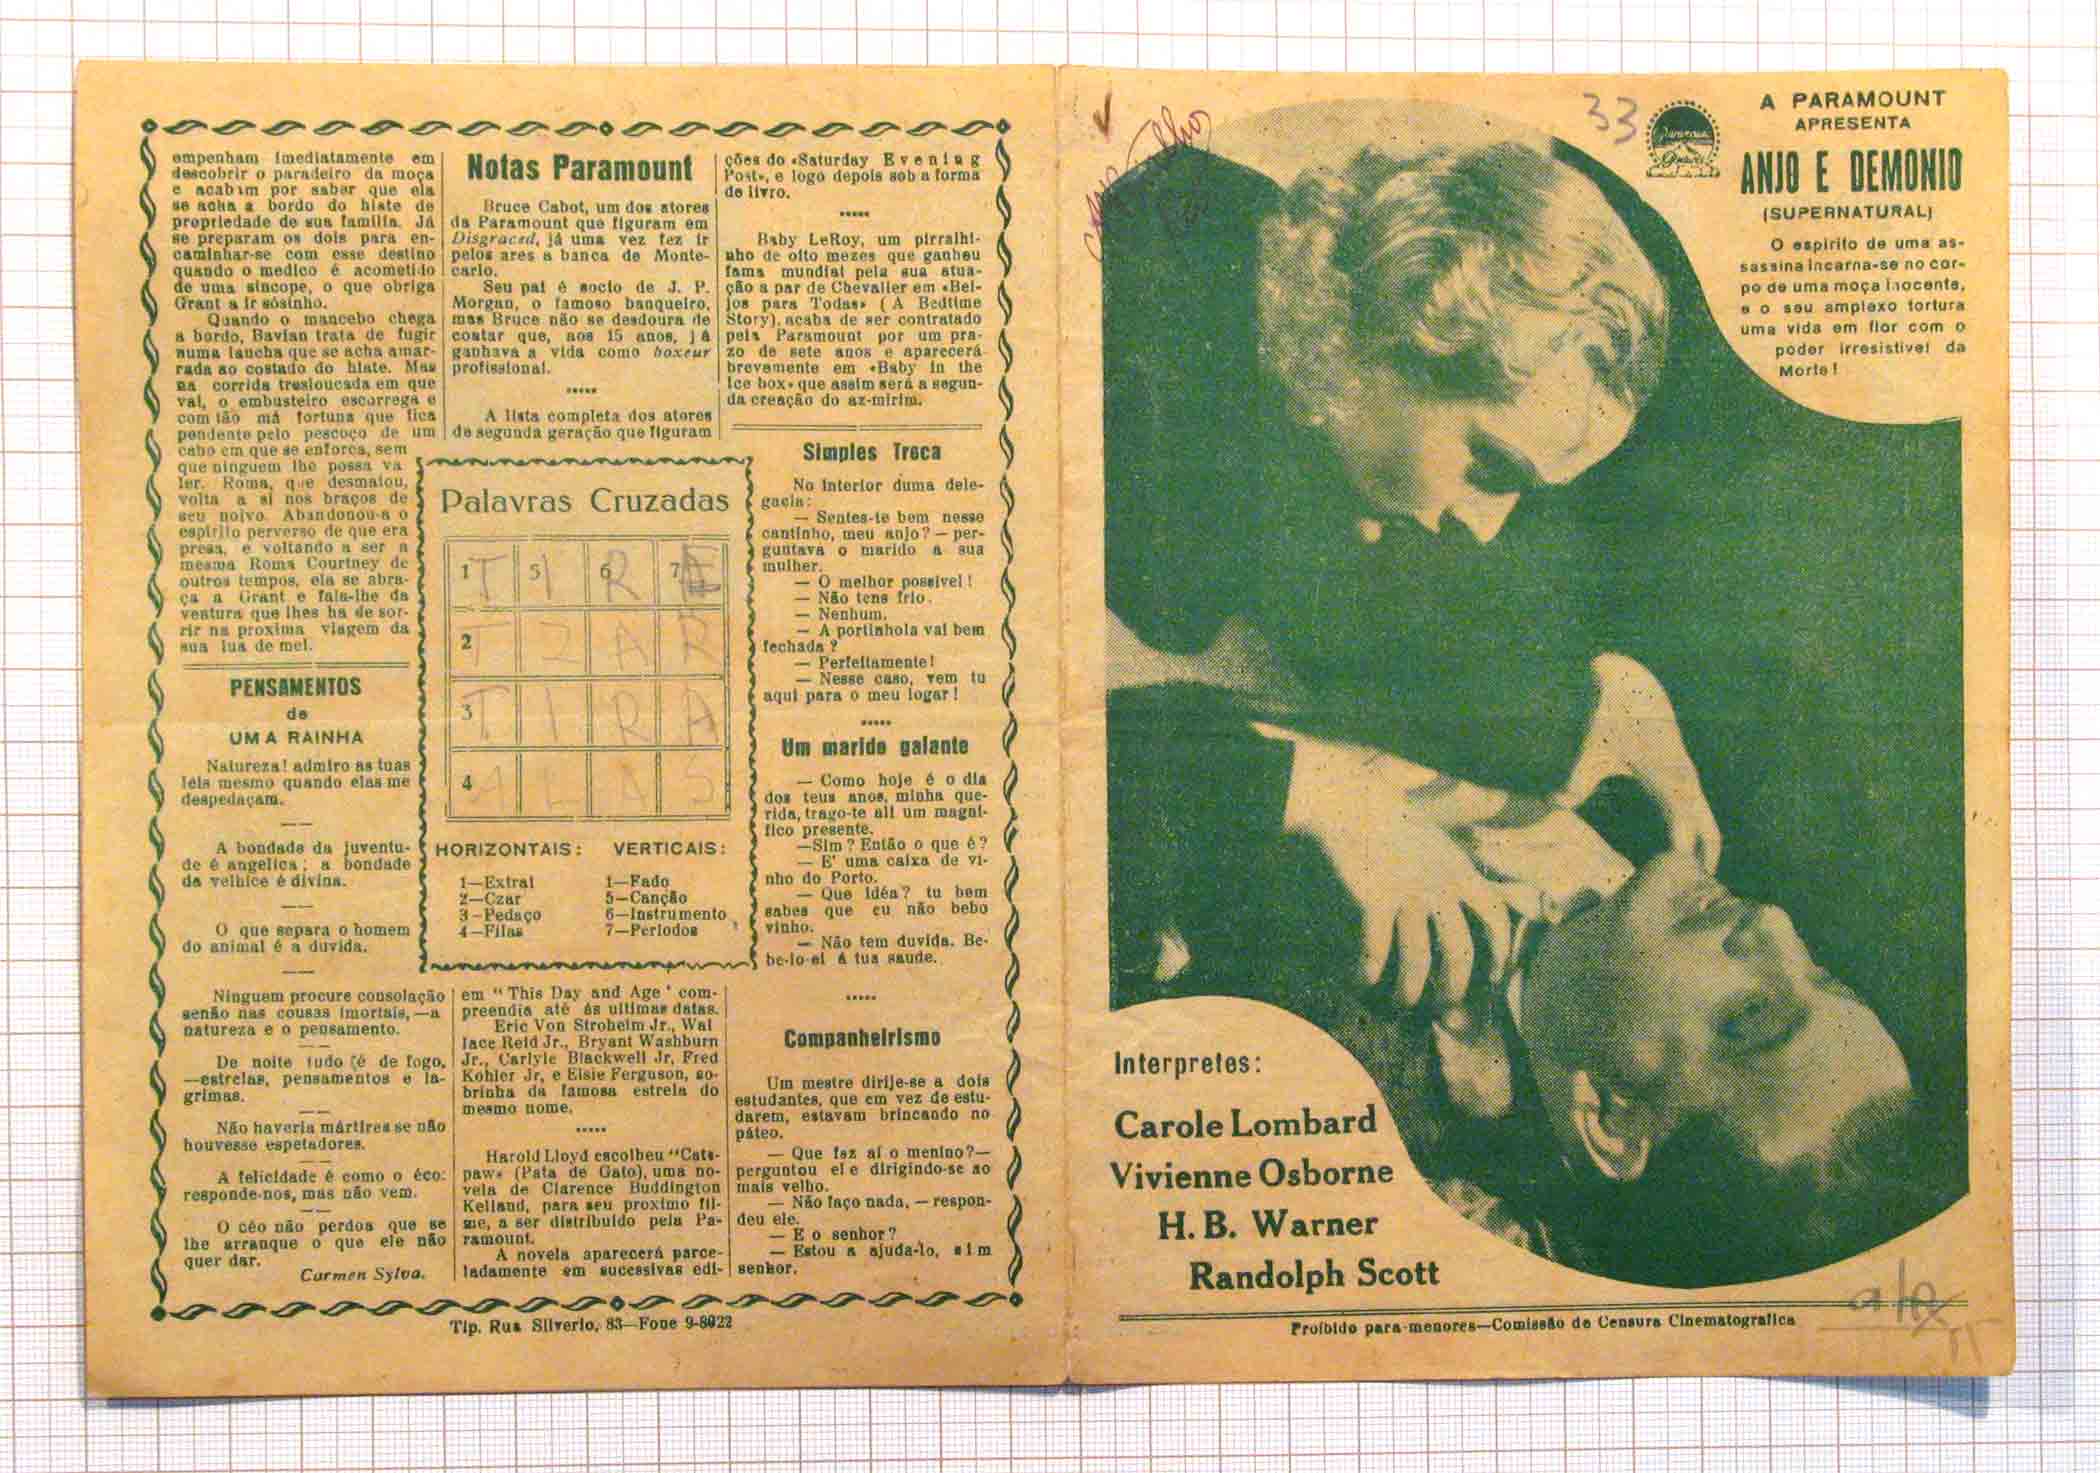 empenham imediatamente em
descobrir o paradeiro da moça
e acabam por saber que ela
se acha a bordo do hiate de
propriedade de sua familia. Já
se preparam os dois para en-
caminhar-se com esse destino
quando o medico é acometido
de uma sincope, o que obriga
Grant a ir sósinho.
Quando o mancebo chega
a bordo, Bavian trata de fugir
numa lancha que se acha amar-
rada ao costado do hiate. Mas
na corrida tresloucada em que
vai, o embusteiro escorrega e
com tão má fortuna que fica
pendente pelo pescoço de um
cabo em que se enforca, sem
que ninguem lhe possa va
ler. Roma, que desmaiou,
volta a si nos braços de
seu noivo. Abandonou-a o
espirito perverso de que era
presa, e voltando a ser a
mesma Roma Courtney de
outros tempos, ela se abra-
ça a Grant e fala-lhe da
ventura que lhes ha de sor-
rir na proxima viagem da
sua lua de mel.
PENSAMENTOS
de
UMA RAINHA
Natureza! admiro as tuas
leis mesmo quando elas me
despedaçam.
A bondade da juventu-
de é angelica; a bondade
da velhice é divina.
O que separa o homem
do animal é a duvida.
Ninguem procure consolação
senão nas cousas imortais,—a
natureza e o pensamento.
De noite tudo é de fogo,
—estrelas, pensamentos e la-
grimas.
Não haveria mártires se não
houvesse espetadores.
A felicidade é como o éco:
responde-nos, mas não vem.
O céo não perdoa que se
lhe arranque o que ele não
quer dar.
Carmen Sylva.
Notas Paramount
Bruce Cabot, um dos atores
da Paramount que figuram em
Disgraced, já uma vez fez ir
pelos ares a banca de Monte-
carlo.
Seu pai é socio de J. P.
Morgan, o famoso banqueiro,
mas Bruce não se desdoura de
contar que, aos 15 anos, já
ganhava a vida como boxeur
profissional.
*****
A lista completa dos atores
de segunda geração que figuram
Palavras Cruzadas
1 T 5 I 6 R 7 E
2 T Z A R
3 T I R A
4 A L A S
HORIZONTAIS: VERTICAIS:
1—Extrai 1—Fado
2—Czar 5—Canção
3—Pedaço 6—Instrumento
4—Filas 7—Periodos
em "This Day and Age' com-
preendia até ás ultimas datas.
Eric Von Stroheim Jr., Wal
lace Reid Jr., Bryant Washburn
Jr., Carlyle Blackwell Jr, Fred
Kohler Jr, e Elsie Ferguson, so-
brinha da famosa estrela do
mesmo nome.
*****
Harold Lloyd escolheu "Cats-
paw» (Pata de Gato), uma no-
vela de Clarence Buddington
Kelland, para seu proximo fil-
me, a ser distribuido pela Pa-
ramount.
A novela aparecerá parce-
ladamente em sucessivas edi-
ções do «Saturday Evening
Post», e logo depois sob a forma
de livro.
*****
Baby LeRoy, um pirralhi-
nho de oito mezes que ganhou
fama mundial pela sua atua-
ção a par de Chevalier em «Bei-
jos para Todas» (A Bedtime
Story), acaba de ser contratado
pela Paramount por um pra-
zo de sete anos e aparecerá
brevemente em «Baby in the
Ice box» que assim será a segun-
da creação do az-mirim.
Simples Troca
No interior duma dele-
gacia:
— Sentes-te bem nesse
cantinho, meu anjo? — per-
guntava o marido a sua
mulher.
— O melhor possivel!
— Não tens frio.
— Nenhum.
— A portinhola vai bem
fechada?
— Perfeitamente!
— Nesse caso, vem tu
aqui para o meu logar!
*****
Um marido galante
— Como hoje é o dia
dos teus anos, minha que-
rida, trago-te ali um magni-
fico presente.
—Sim? Então o que é?
— E' uma caixa de vi-
nho do Porto.
— Que idéa? tu bem
sabes que eu não bebo
vinho.
— Não tem duvida. Be-
be-lo-ei á tua saude.
*****
Companheirismo
Um mestre dirije-se a dois
estudantes, que em vez de estu-
darem, estavam brincando no
páteo.
— Que faz aí o menino?—
perguntou ele dirigindo-se ao
mais velho.
— Não faço nada, — respon-
deu ele.
— E o senhor?
— Estou a ajuda-lo, sim
senhor.
Tip. Rua Silverio, 83—Fone 9-8022
33
A PARAMOUNT
APRESENTA
ANJO E DEMONIO
(SUPERNATURAL)
O espirito de uma as-
sassina incarna-se no cor-
po de uma moça inocente,
e o seu amplexo tortura
uma vida em flor com o
poder irresistivel da
Morte!
Interpretes:
Carole Lombard
Vivienne Osborne
H. B. Warner
Randolph Scott
Proibido para menores—Comissão de Censura Cinematografica